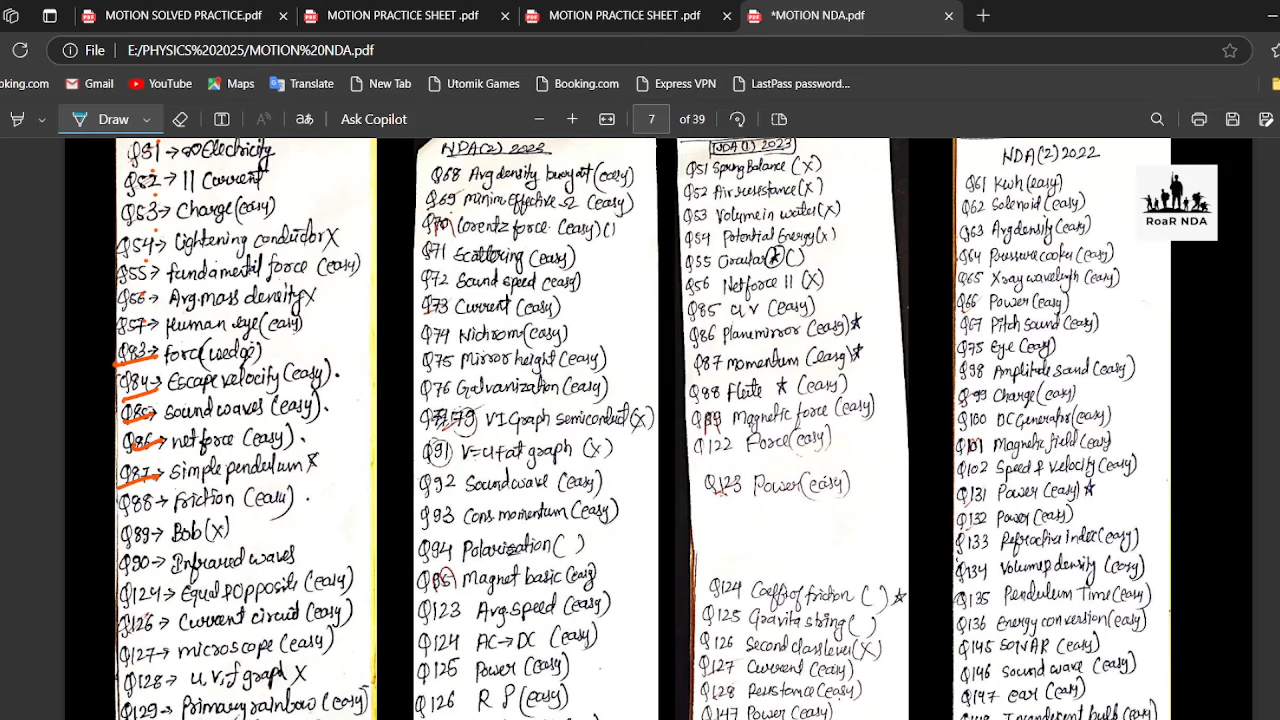 MOTION SOLVED PRACTICE.pdf
MOTION PRACTICE SHEET .pdf
MOTION PRACTICE SHEET .pdf
*MOTION NDA.pdf
File
E:/PHYSICS%202025/MOTION%20NDA.pdf
oking.com
Gmail
YouTube
Maps
Translate
New Tab
Utomik Games
Booking.com
Express VPN
LastPass password...
Draw
Ask Copilot
7 of 39
Q51 → Electricity
Q52 → 11 Current
Q53 → Charge (easy)
Q54 → Lightening conductor X
Q55 → fundamental force (easy)
Q56 → Avg. mass density X
Q57 → Human eye (easy)
Q83 → force (wedge)
Q84 → Escape velocity (easy).
Q85 → Sound waves (easy).
Q86 → net force (easy).
Q87 → Simple pendulum X
Q88 → friction (easy).
Q89 → Bob (X)
Q90 → Infrared waves
Q124 → Equal & Opposite (easy)
Q126 → Current circuit (easy)
Q127 → microscope (easy)
Q128 → u, v, f graph X
Q129 → Primary rainbow (easy)
NDA (2) 2023
Q68 Avg density buoyant (easy)
Q69 minimum Effective Ω (easy)
Q70 Lorentz force (easy) ( )
Q71 Scattering (easy)
Q72 Sound speed (easy)
Q73 Current (easy)
Q74 Nichrome (easy)
Q75 Mirror height (easy)
Q76 Galvanization (easy)
VI Graph semiconduct (X)
Q91 V=u+at graph (X)
Q92 Sound wave (easy)
Q93 Cons. momentum (easy)
Q94 Polarization ( )
Q95 Magnet basic (easy)
Q123 Avg. speed (easy)
Q124 AC→DC (easy)
Q125 Power (easy)
Q126 R ρ (easy)
NDA (1) 2023
Q51 Spring Balance (X)
Q52 Air resistance (X)
Q53 Volume in water (X)
Q54 Potential Energy (X)
Q55 Circular ( )
Q56 Net force 11 (X)
Q85 u v (easy)
Q86 Plane mirror (easy) ★
Q87 momentum (easy) ★
Q88 Flute ★ (easy)
Q89 Magnetic force (easy)
Q122 Force (easy)
Q123 Power (easy)
Q124 Coeff. of friction ( ) ★
Q125 Gravita string ( )
Q126 Second class lever (X)
Q127 Current (easy)
Q128 Resistance (easy)
Q147 Power (easy)
NDA (2) 2022
Q61 Kwh (easy)
Q62 Solenoid (easy)
Q63 Avg density (easy)
Q64 Pressure cooker (easy)
Q65 Xray wavelength (easy)
Q66 Power (easy)
Q67 Pitch Sound (easy)
Q75 Eye (easy)
Q98 Amplitude sound (easy)
Q99 Charge (easy)
Q100 DC Generator (easy)
Q101 Magnetic field (easy)
Q102 Speed & Velocity (easy)
Q131 Power (easy) ★
Q132 Power (easy)
Q133 Refractive index (easy)
Q134 Volume & density (easy)
Q135 Pendulum Time (easy)
Q136 Energy conversion (easy)
Q145 SONAR (easy)
Q146 Sound wave (easy)
Q147 ear (easy)
Incandescent bulb (easy)
RoaR NDA